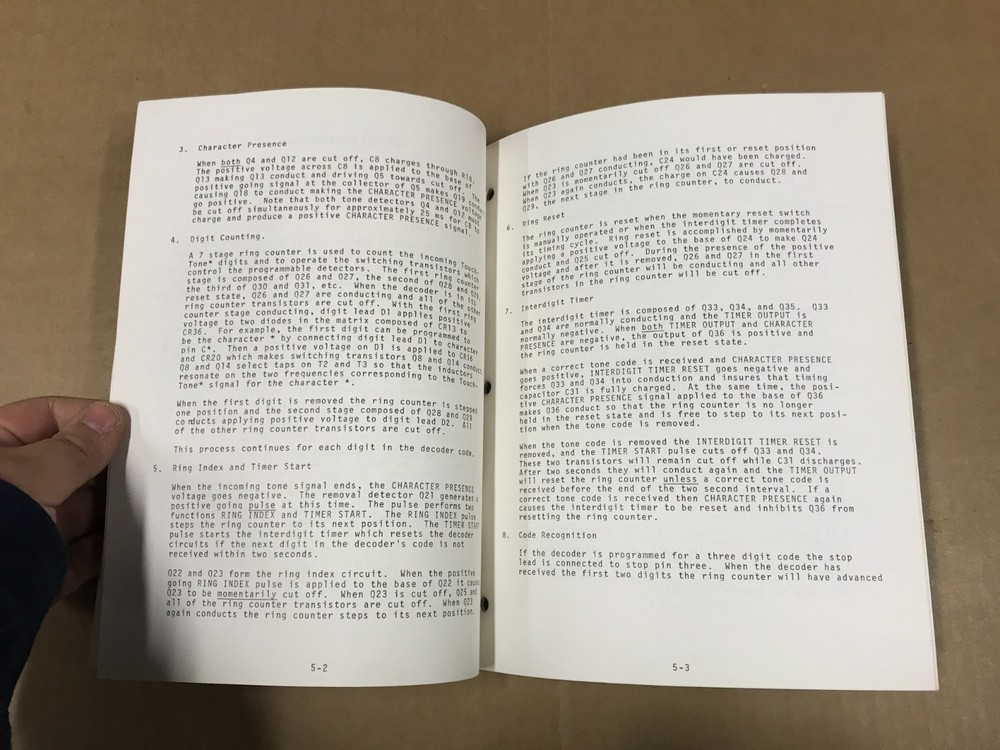 3. Character Presence
When both Q4 and Q12 are cut off, C8 charges through R18.
The positive voltage across C8 is applied to the base of
Q13 making Q13 conduct and driving Q5 towards cut off. The
positive going signal at the collector of Q5 makes Q19 conduct
causing Q18 to conduct making the CHARACTER PRESENCE voltage
go positive. Note that both tone detectors Q4 and Q12 must
be cut off simultaneously for approximately 25 ms for C8 to
charge and produce a positive CHARACTER PRESENCE signal.
4. Digit Counting.
A 7 stage ring counter is used to count the incoming Touch-
Tone* digits and to operate the switching transistors which
control the programmable detectors. The first ring counter
stage is composed of Q26 and Q27, the second of Q28 and Q29,
the third of Q30 and Q31, etc. When the decoder is in its
reset state, Q26 and Q27 are conducting and all of the other
ring counter transistors are cut off. With the first ring
counter stage conducting, digit lead D1 applies positive
voltage to two diodes in the matrix composed of CR13 to
CR36. For example, the first digit can be programmed to
be the character * by connecting digit lead D1 to character
pin C*. Then a positive voltage on D1 is applied to CR16
and CR20 which makes switching transistors Q8 and Q14 conduct.
Q8 and Q14 select taps on T2 and T3 so that the inductors
resonate on the two frequencies corresponding to the Touch-
Tone* signal for the character *.
When the first digit is removed the ring counter is stepped
one position and the second stage composed of Q28 and Q29
conducts applying positive voltage to digit lead D2. All
of the other ring counter transistors are cut off.
This process continues for each digit in the decoder code.
5. Ring Index and Timer Start
When the incoming tone signal ends, the CHARACTER PRESENCE
voltage goes negative. The removal detector Q21 generates a
positive going pulse at this time. The pulse performs two
functions RING INDEX and TIMER START. The RING INDEX pulse
steps the ring counter to its next position. The TIMER START
pulse starts the interdigit timer which resets the decoder
circuits if the next digit in the decoder's code is not
received within two seconds.
Q22 and Q23 form the ring index circuit. When the positive
going RING INDEX pulse is applied to the base of Q22 it causes
Q23 to be momentarily cut off. When Q23 is cut off, Q25 and
all of the ring counter transistors are cut off. When Q23
again conducts the ring counter steps to its next position.
5-2
If the ring counter had been in its first or reset position
with Q26 and Q27 conducting, C24 would have been charged.
When Q23 is momentarily cut off Q26 and Q27 are cut off.
When Q23 again conducts, the charge on C24 causes Q28 and
Q29, the next stage in the ring counter, to conduct.
6. Ring Reset
The ring counter is reset when the momentary reset switch
is manually operated or when the interdigit timer completes
its timing cycle. Ring reset is accomplished by momentarily
applying a positive voltage to the base of Q24 to make Q24
conduct and Q25 cut off. During the presence of the positive
voltage and after it is removed, Q26 and Q27 in the first
stage of the ring counter will be conducting and all other
transistors in the ring counter will be cut off.
7. Interdigit Timer
The interdigit timer is composed of Q33, Q34, and Q35. Q33
and Q34 are normally conducting and the TIMER OUTPUT is
normally negative. When both TIMER OUTPUT and CHARACTER
PRESENCE are negative, the output of Q36 is positive and
the ring counter is held in the reset state.
When a correct tone code is received and CHARACTER PRESENCE
goes positive, INTERDIGIT TIMER RESET goes negative and
forces Q33 and Q34 into conduction and insures that timing
capacitor C31 is fully charged. At the same time, the posi-
tive CHARACTER PRESENCE signal applied to the base of Q36
makes Q36 conduct so that the ring counter is no longer
held in the reset state and is free to step to its next posi-
tion when the tone code is removed.
When the tone code is removed the INTERDIGIT TIMER RESET is
removed, and the TIMER START pulse cuts off Q33 and Q34.
These two transistors will remain cut off while C31 discharges.
After two seconds they will conduct again and the TIMER OUTPUT
will reset the ring counter unless a correct tone code is
received before the end of the two second interval. If a
correct tone code is received then CHARACTER PRESENCE again
causes the interdigit timer to be reset and inhibits Q36 from
resetting the ring counter.
8. Code Recognition
If the decoder is programmed for a three digit code the stop
lead is connected to stop pin three. When the decoder has
received the first two digits the ring counter will have advanced
5-3